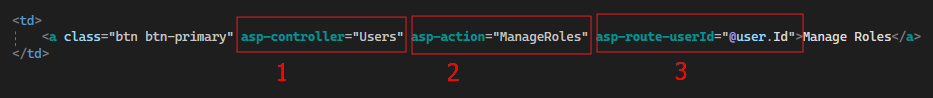 <td>
<a class="btn btn-primary" asp-controller="Users" asp-action="ManageRoles" asp-route-userId="@user.Id">Manage Roles</a>
</td>
1 2 3